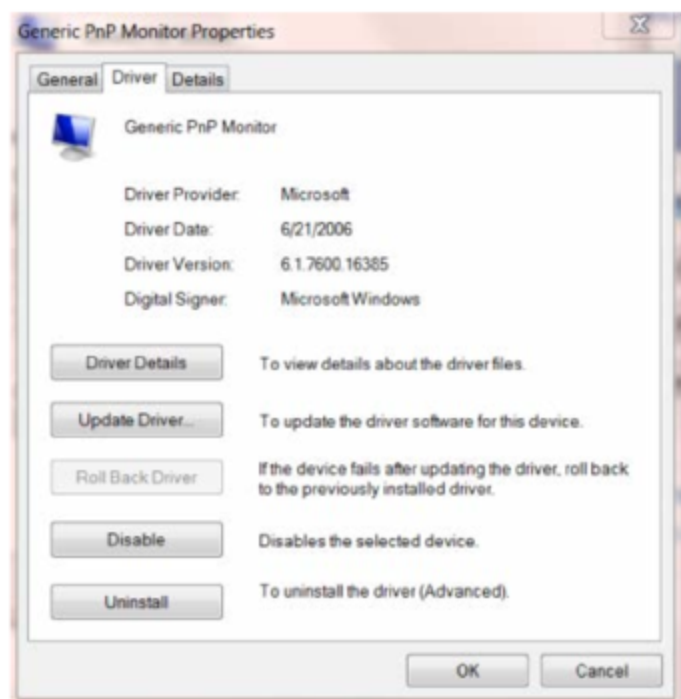 Generic PnP Monitor Properties
General Driver Details
Generic PnP Monitor
Driver Provider: Microsoft
Driver Date: 6/21/2006
Driver Version: 6.1.7600.16385
Digital Signer: Microsoft Windows
Driver Details To view details about the driver files.
Update Driver... To update the driver software for this device.
Roll Back Driver If the device fails after updating the driver, roll back
to the previously installed driver.
Disable Disables the selected device.
Uninstall To uninstall the driver (Advanced).
OK Cancel